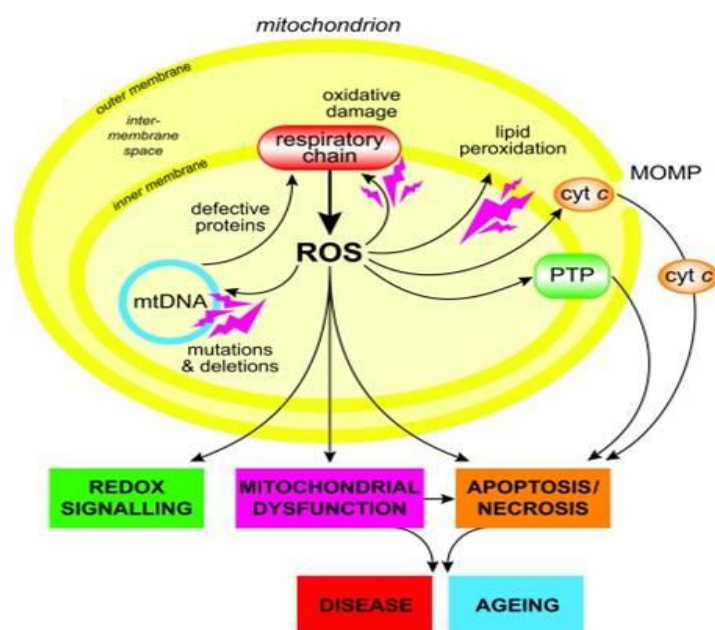 mitochondrion
outer membrane
inter-
membrane
space
inner membrane
oxidative
damage
respiratory
chain
lipid
peroxidation
MOMP
cyt c
cyt c
defective
proteins
ROS
PTP
mtDNA
mutations
& deletions
REDOX
SIGNALLING
MITOCHONDRIAL
DYSFUNCTION
APOPTOSIS/
NECROSIS
DISEASE
AGEING